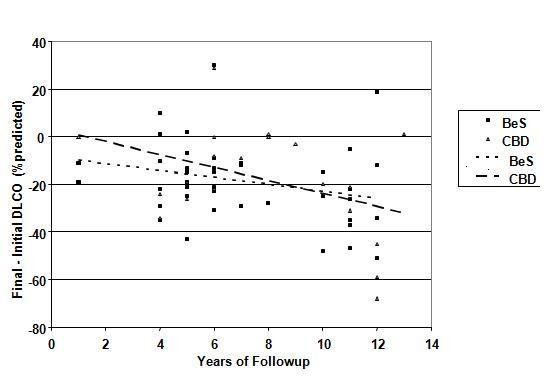 40
20
0
-20
-40
-60
-80
Final - Initial DLCO (%predicted)
0 2 4 6 8 10 12 14
Years of Followup
BeS
CBD
BeS
CBD